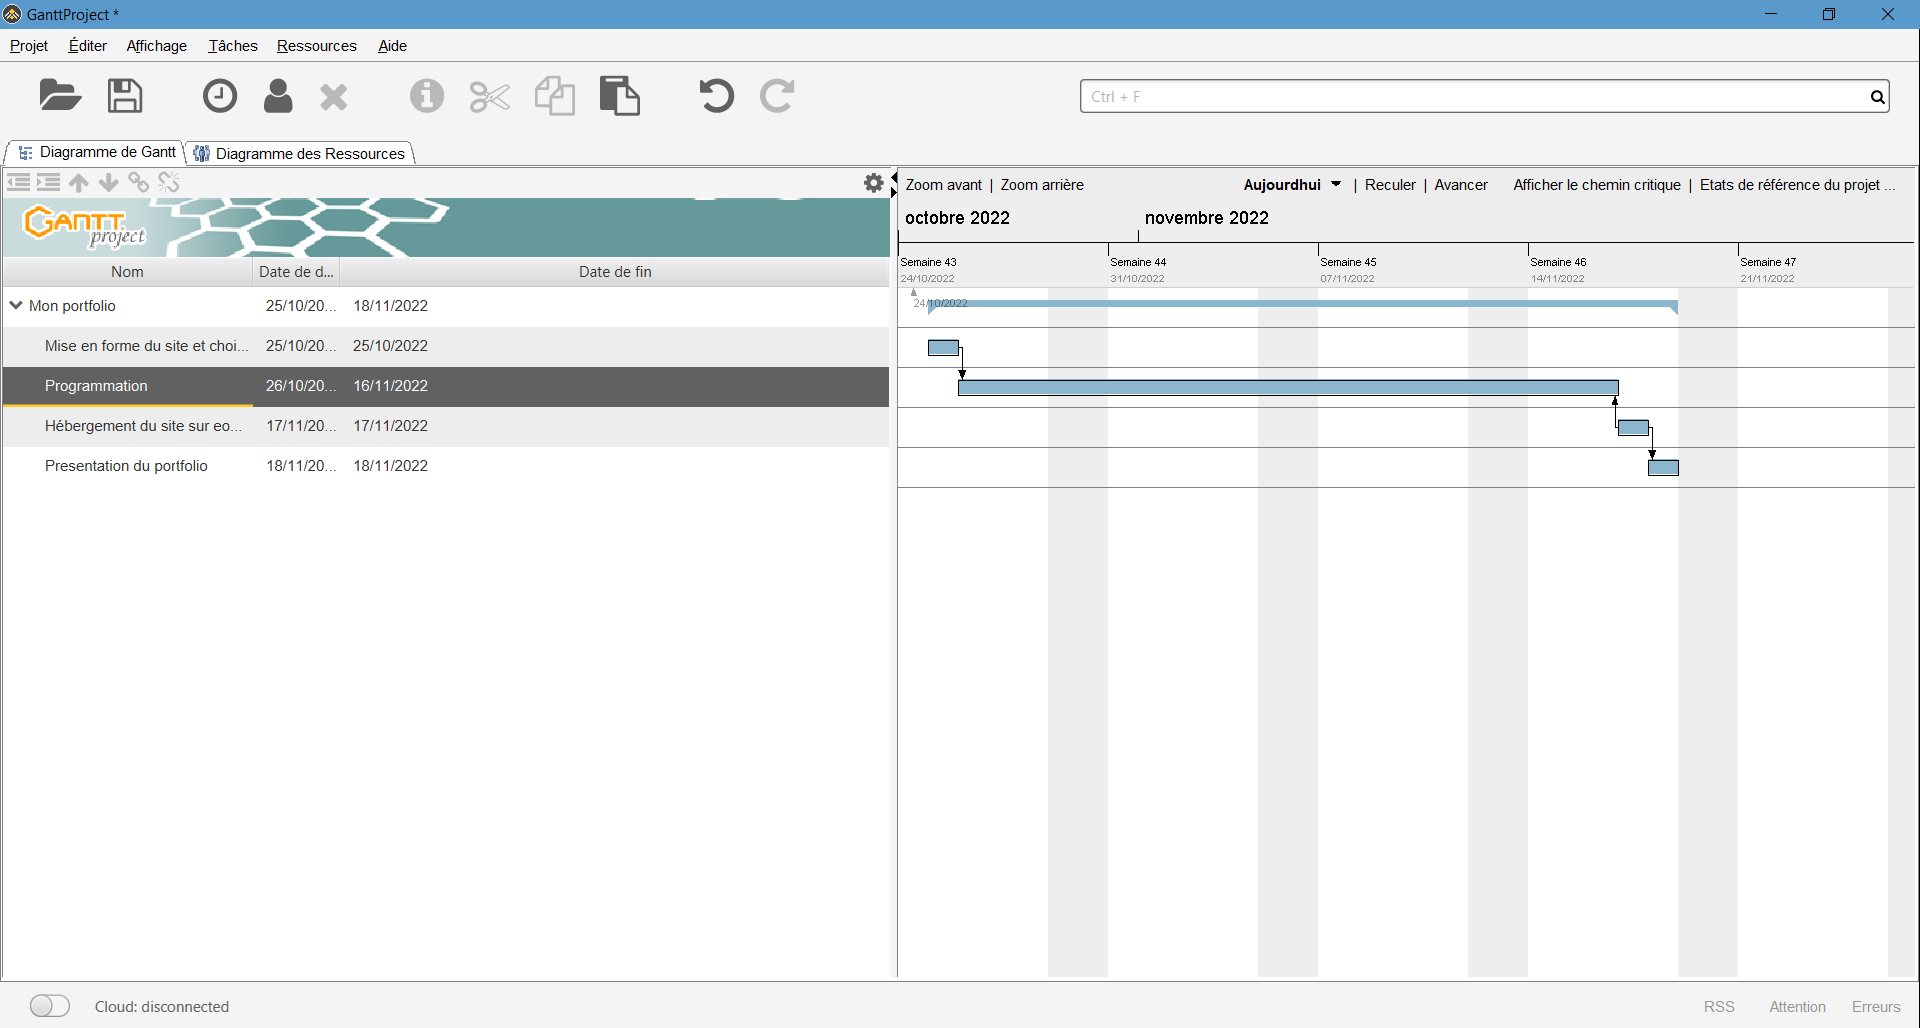 GanttProject *
Projet Éditer Affichage Tâches Ressources Aide
Ctrl + F
Diagramme de Gantt Diagramme des Ressources
Zoom avant | Zoom arrière Aujourdhui | Reculer | Avancer Afficher le chemin critique | Etats de référence du projet ...
GANTT
project
octobre 2022 novembre 2022
Nom Date de d... Date de fin
Semaine 43 Semaine 44 Semaine 45 Semaine 46 Semaine 47
24/10/2022 31/10/2022 07/11/2022 14/11/2022 21/11/2022
24/10/2022
Mon portfolio 25/10/20... 18/11/2022
Mise en forme du site et choi... 25/10/20... 25/10/2022
Programmation 26/10/20... 16/11/2022
Hébergement du site sur eo... 17/11/20... 17/11/2022
Presentation du portfolio 18/11/20... 18/11/2022
Cloud: disconnected RSS Attention Erreurs